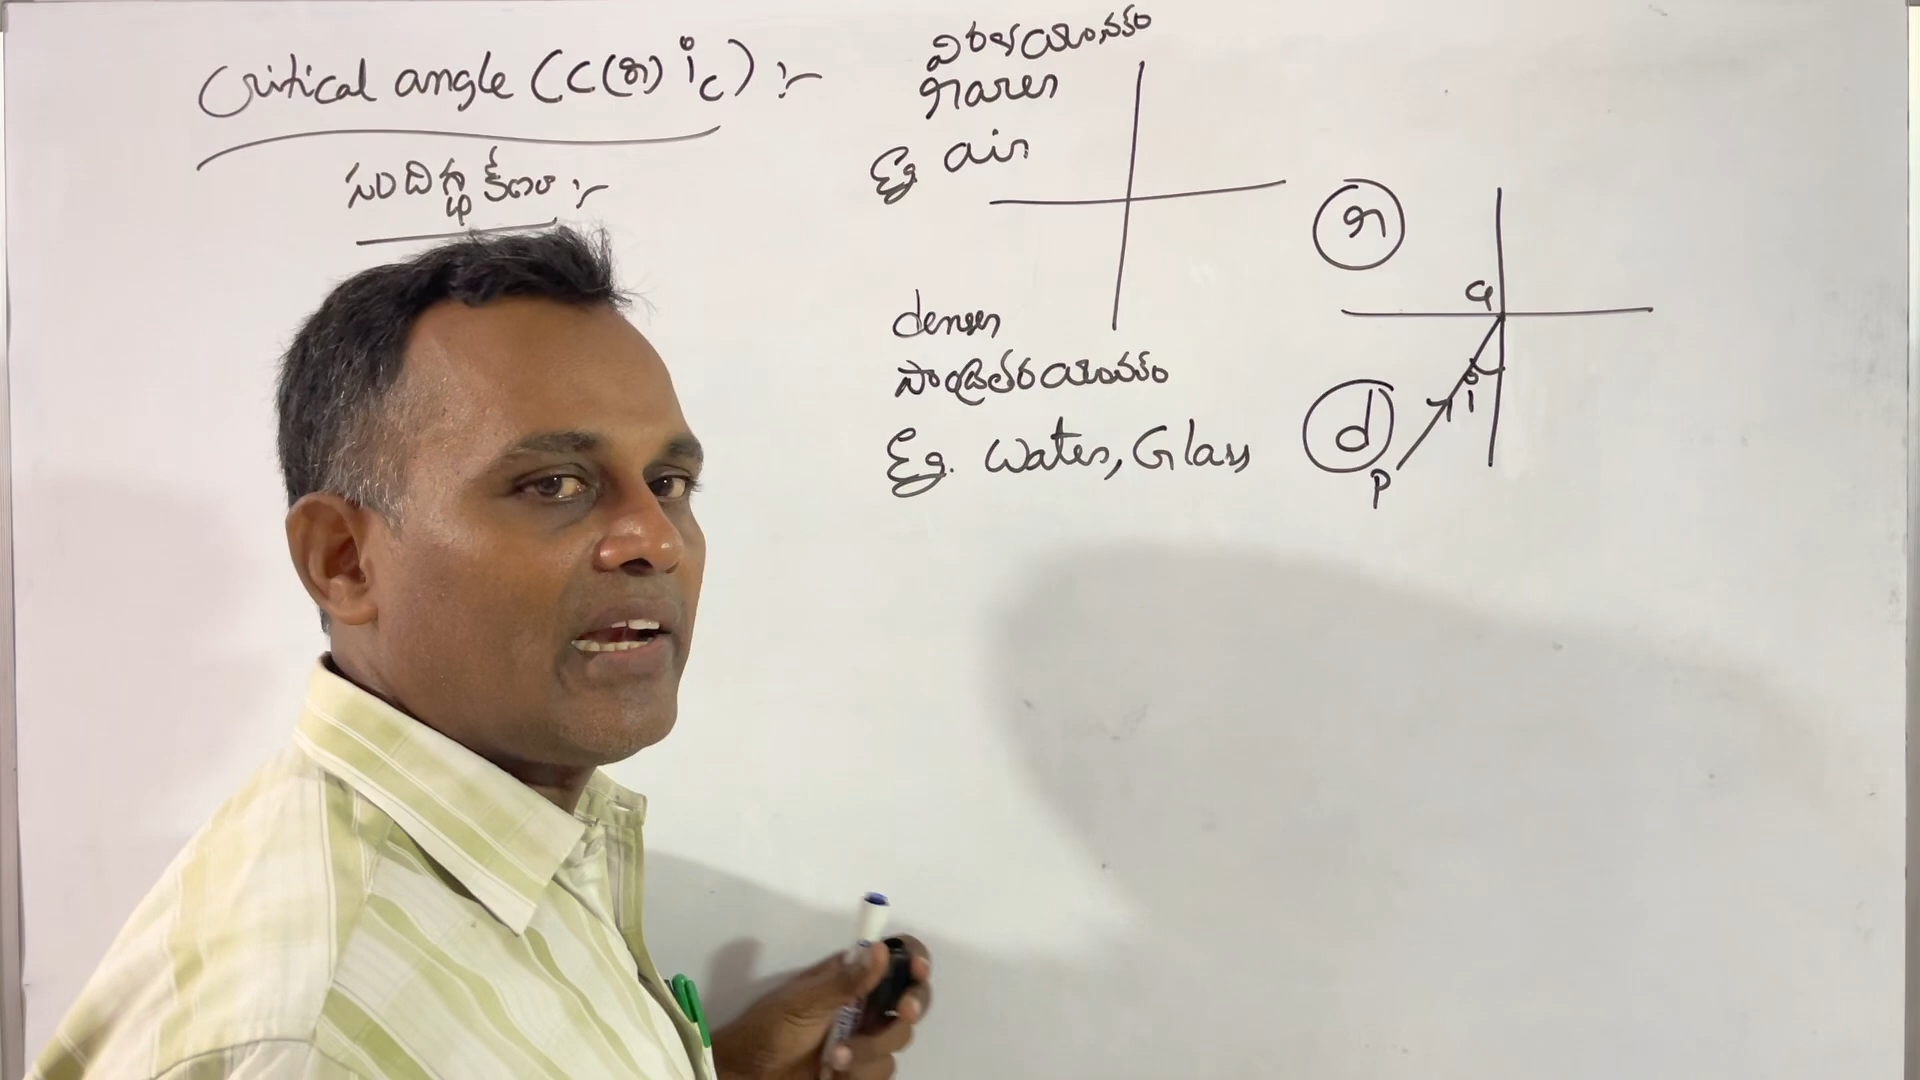 Critical angle (C(or) ic) :-
సందిగ్ధ కోణం :-
విరళయానకం
rarer
Eg air
denser
సాంద్రతరయానకం
Eg. Water, Glass
r
Q
i
d
P